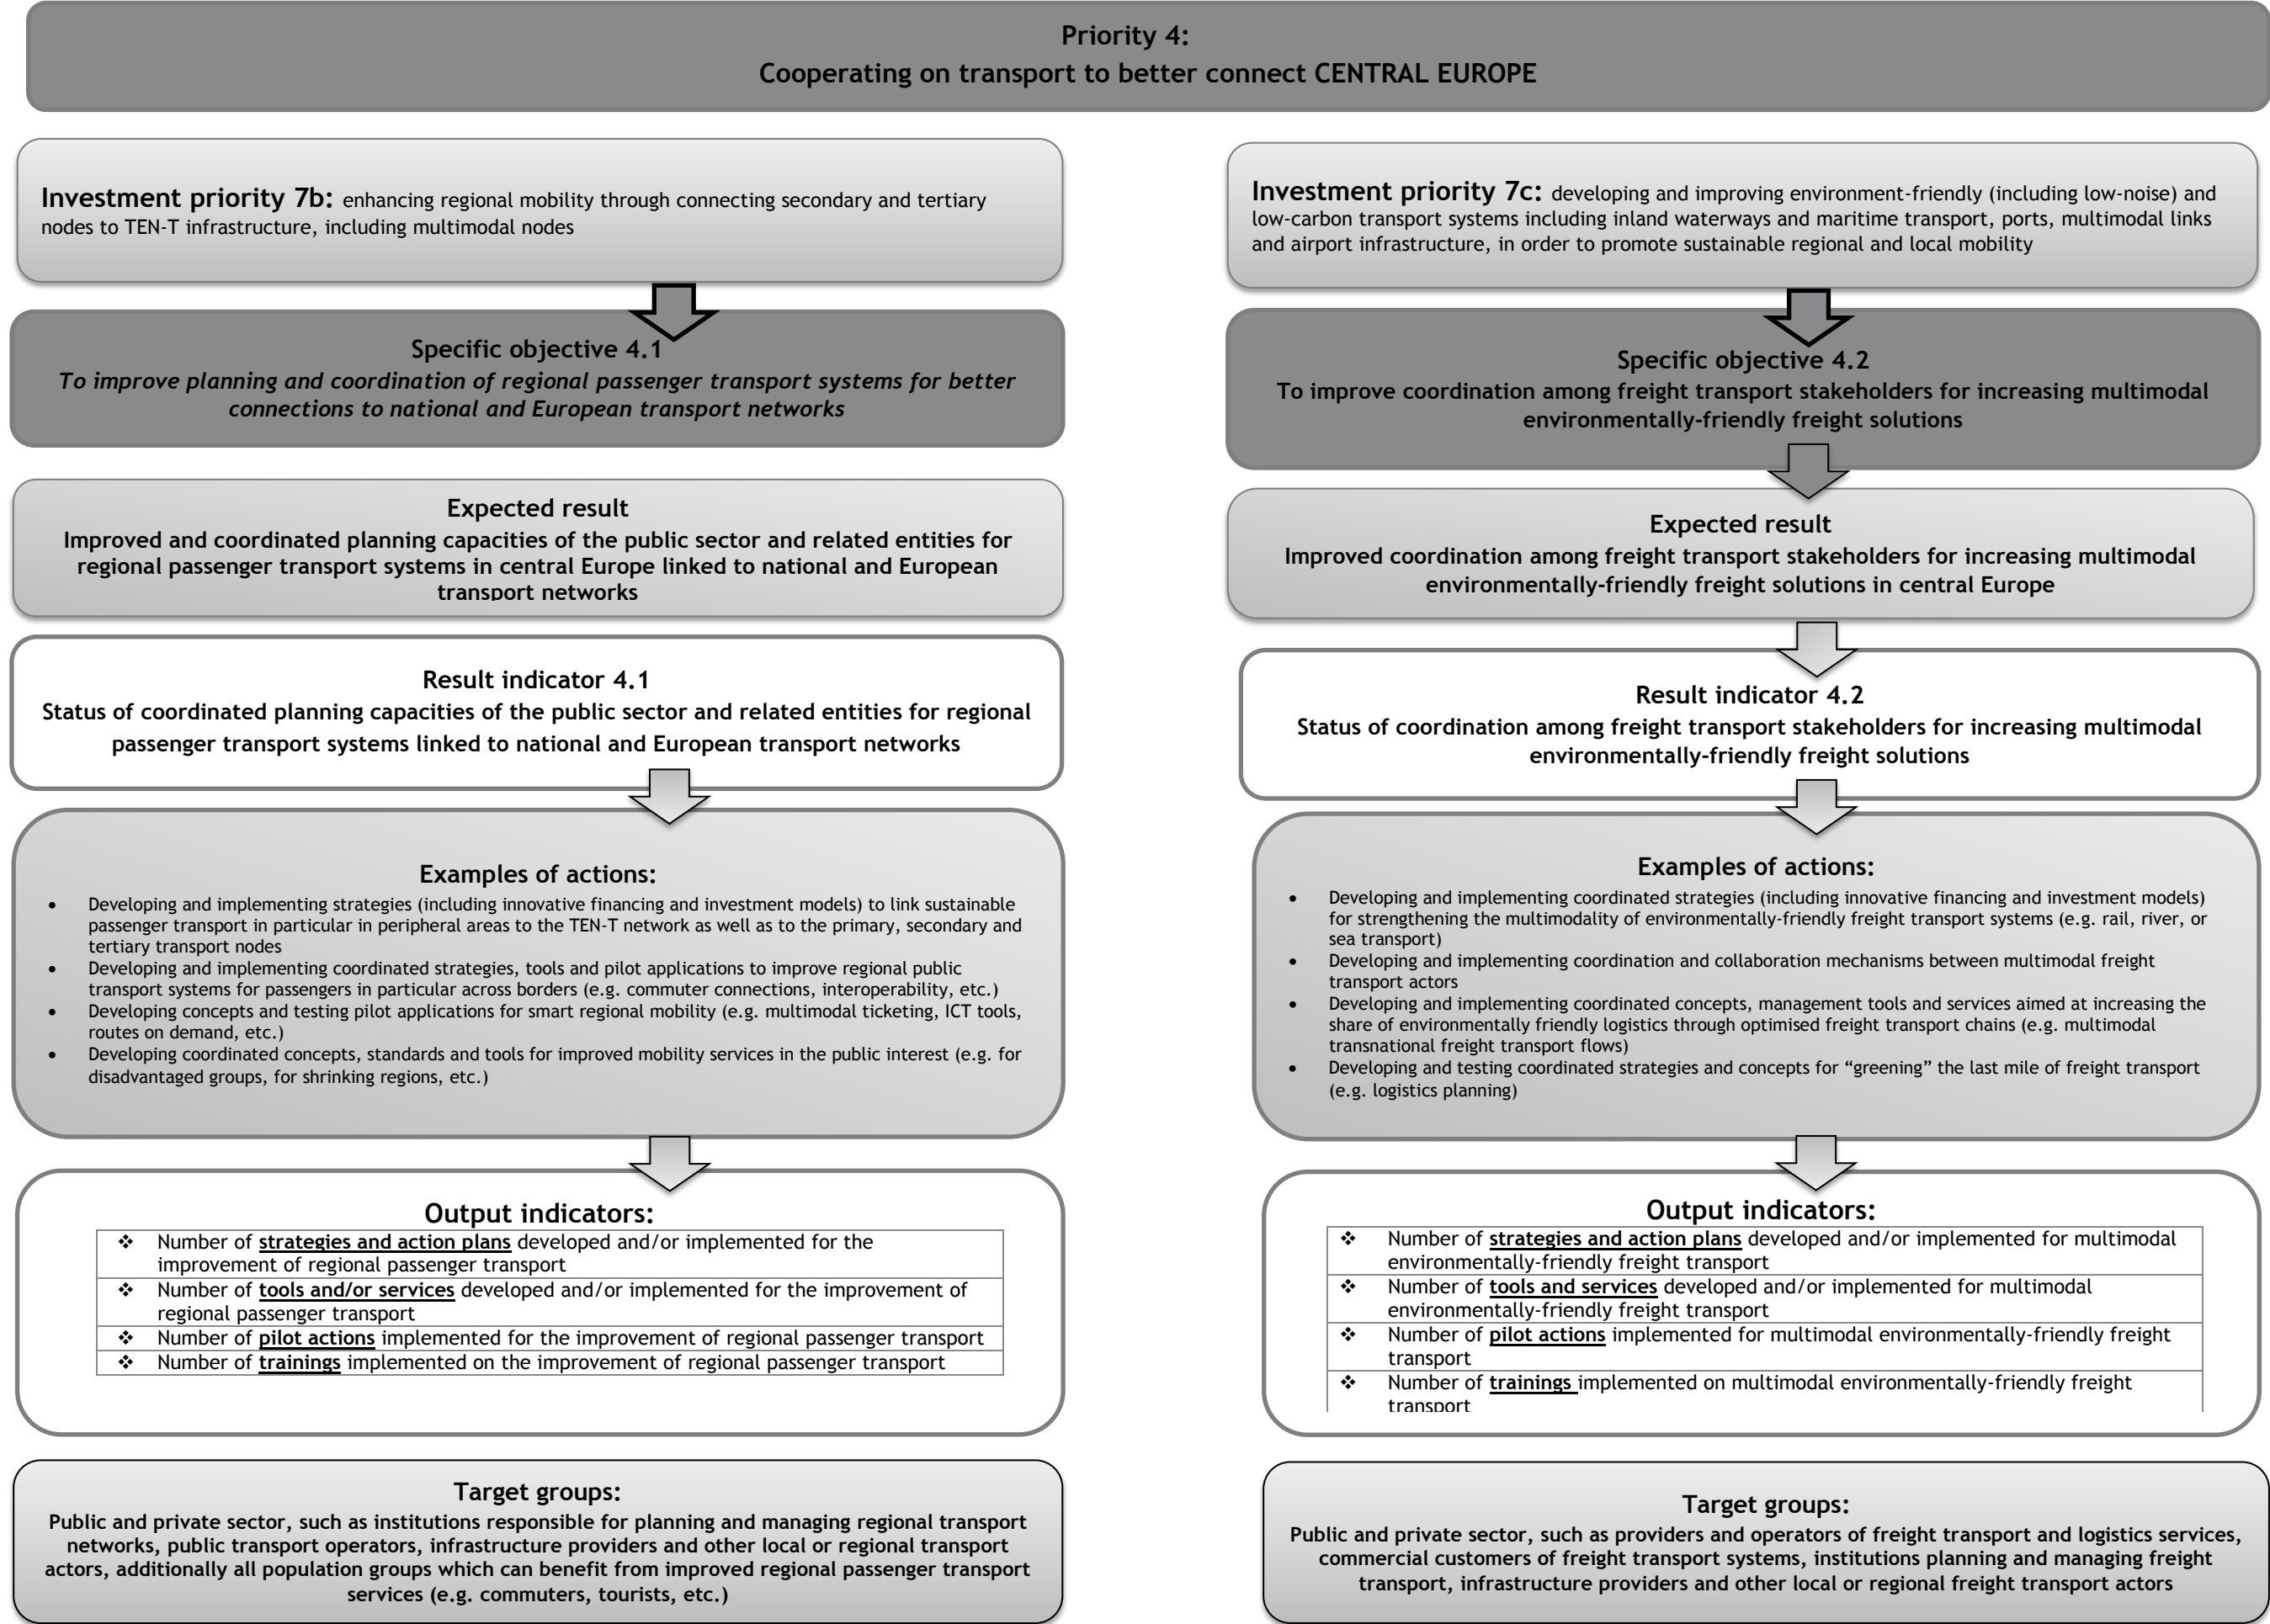 Priority 4:
Cooperating on transport to better connect CENTRAL EUROPE
Investment priority 7b: enhancing regional mobility through connecting secondary and tertiary
nodes to TEN-T infrastructure, including multimodal nodes
Specific objective 4.1
To improve planning and coordination of regional passenger transport systems for better
connections to national and European transport networks
Expected result
Improved and coordinated planning capacities of the public sector and related entities for
regional passenger transport systems in central Europe linked to national and European
transport networks
Result indicator 4.1
Status of coordinated planning capacities of the public sector and related entities for regional
passenger transport systems linked to national and European transport networks
Examples of actions:
• Developing and implementing strategies (including innovative financing and investment models) to link sustainable
passenger transport in particular in peripheral areas to the TEN-T network as well as to the primary, secondary and
tertiary transport nodes
• Developing and implementing coordinated strategies, tools and pilot applications to improve regional public
transport systems for passengers in particular across borders (e.g. commuter connections, interoperability, etc.)
• Developing concepts and testing pilot applications for smart regional mobility (e.g. multimodal ticketing, ICT tools,
routes on demand, etc.)
• Developing coordinated concepts, standards and tools for improved mobility services in the public interest (e.g. for
disadvantaged groups, for shrinking regions, etc.)
Output indicators:
❖ Number of strategies and action plans developed and/or implemented for the
improvement of regional passenger transport
❖ Number of tools and/or services developed and/or implemented for the improvement of
regional passenger transport
❖ Number of pilot actions implemented for the improvement of regional passenger transport
❖ Number of trainings implemented on the improvement of regional passenger transport
Target groups:
Public and private sector, such as institutions responsible for planning and managing regional transport
networks, public transport operators, infrastructure providers and other local or regional transport
actors, additionally all population groups which can benefit from improved regional passenger transport
services (e.g. commuters, tourists, etc.)
Investment priority 7c: developing and improving environment-friendly (including low-noise) and
low-carbon transport systems including inland waterways and maritime transport, ports, multimodal links
and airport infrastructure, in order to promote sustainable regional and local mobility
Specific objective 4.2
To improve coordination among freight transport stakeholders for increasing multimodal
environmentally-friendly freight solutions
Expected result
Improved coordination among freight transport stakeholders for increasing multimodal
environmentally-friendly freight solutions in central Europe
Result indicator 4.2
Status of coordination among freight transport stakeholders for increasing multimodal
environmentally-friendly freight solutions
Examples of actions:
• Developing and implementing coordinated strategies (including innovative financing and investment models)
for strengthening the multimodality of environmentally-friendly freight transport systems (e.g. rail, river, or
sea transport)
• Developing and implementing coordination and collaboration mechanisms between multimodal freight
transport actors
• Developing and implementing coordinated concepts, management tools and services aimed at increasing the
share of environmentally friendly logistics through optimised freight transport chains (e.g. multimodal
transnational freight transport flows)
• Developing and testing coordinated strategies and concepts for “greening” the last mile of freight transport
(e.g. logistics planning)
Output indicators:
❖ Number of strategies and action plans developed and/or implemented for multimodal
environmentally-friendly freight transport
❖ Number of tools and services developed and/or implemented for multimodal
environmentally-friendly freight transport
❖ Number of pilot actions implemented for multimodal environmentally-friendly freight
transport
❖ Number of trainings implemented on multimodal environmentally-friendly freight
transport
Target groups:
Public and private sector, such as providers and operators of freight transport and logistics services,
commercial customers of freight transport systems, institutions planning and managing freight
transport, infrastructure providers and other local or regional freight transport actors